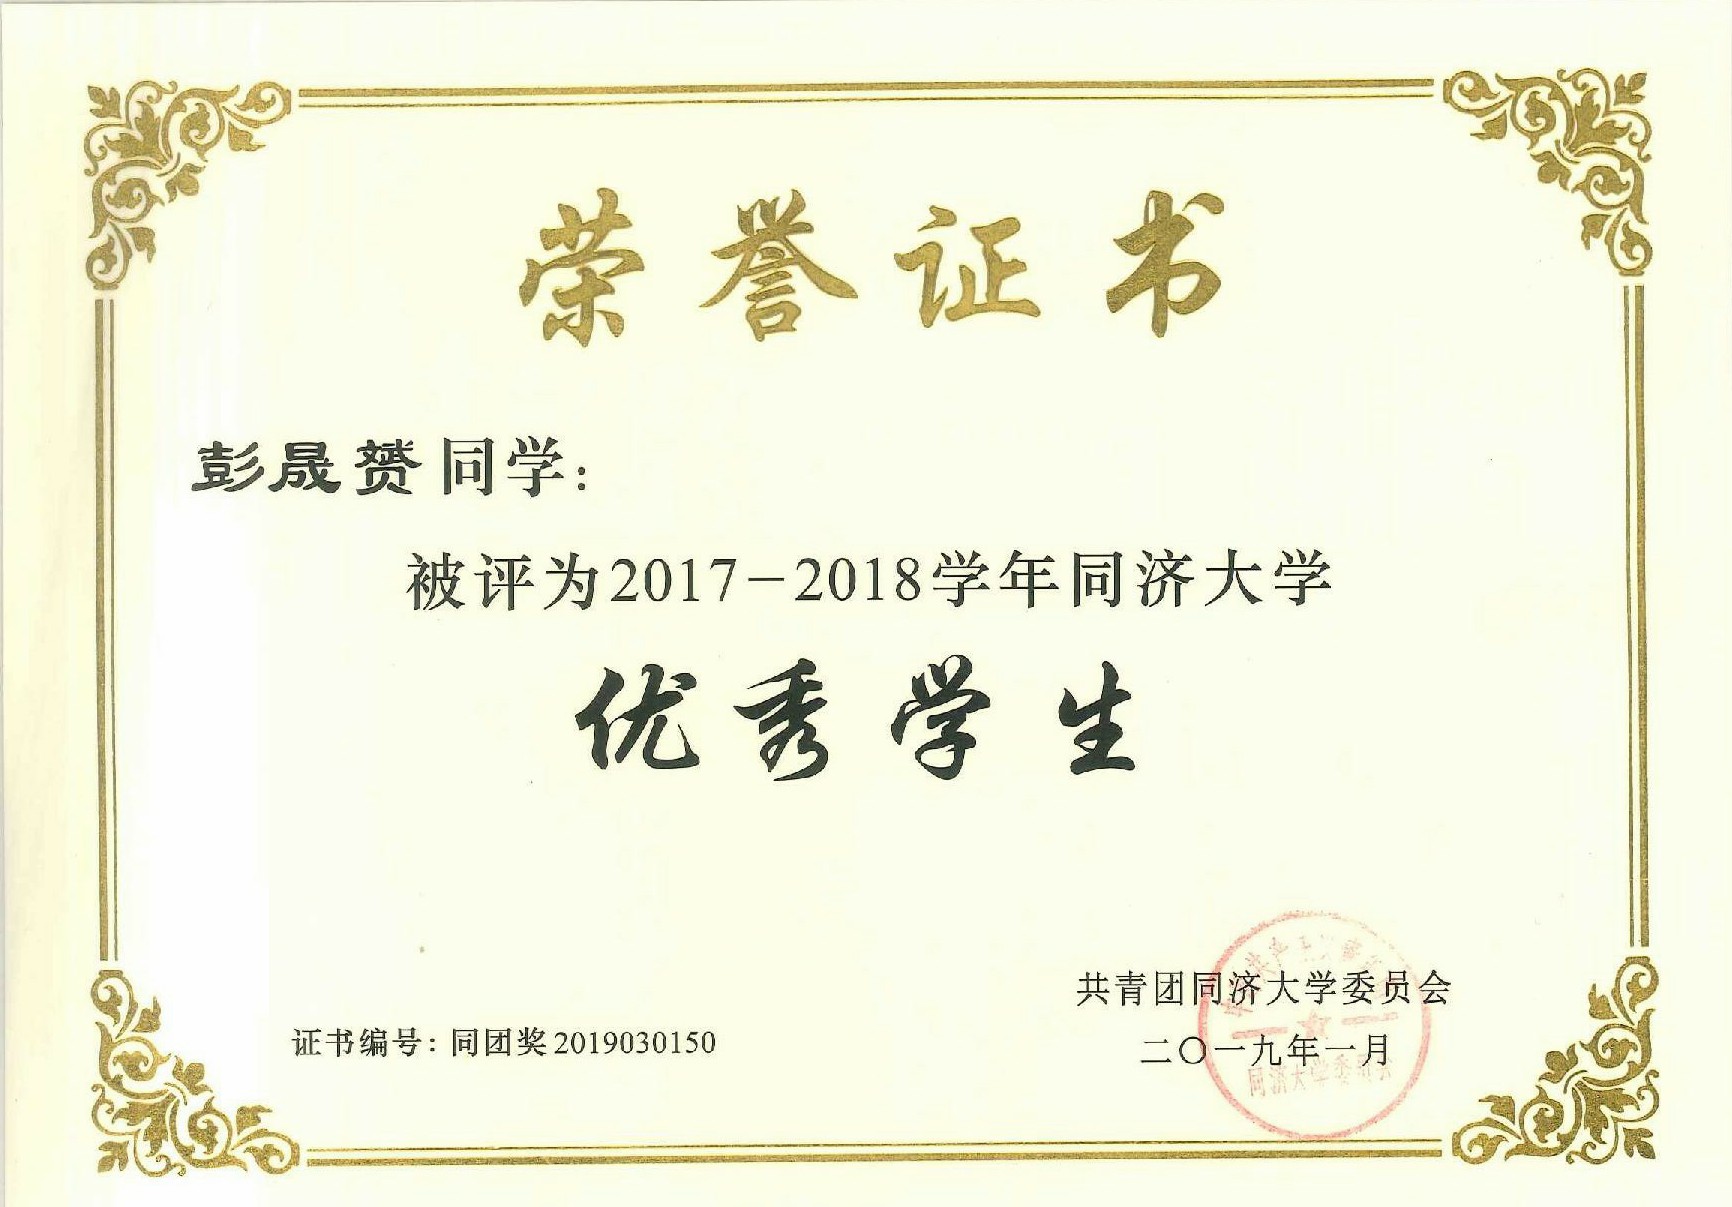 荣誉证书
彭晟赟同学：
被评为2017－2018学年同济大学
优秀学生
共青团同济大学委员会
证书编号：同团奖2019030150
二〇一九年一月
同济大学委员会